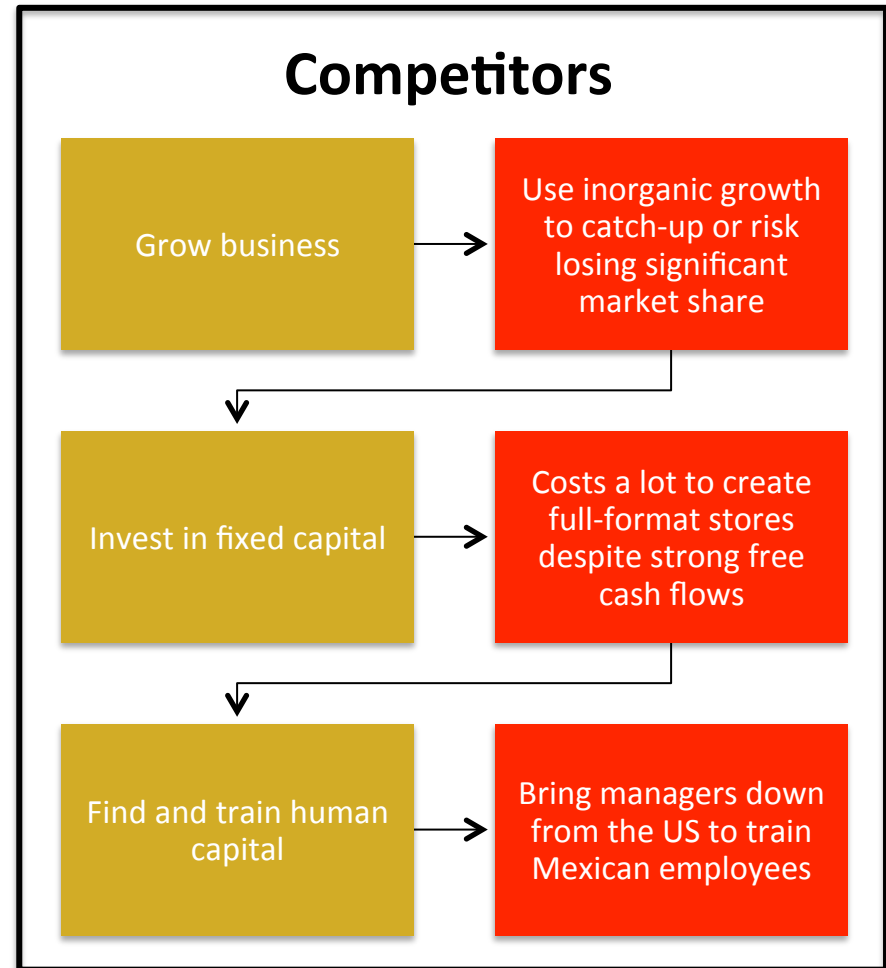 Competitors
Grow business
Use inorganic growth
to catch-up or risk
losing significant
market share
Invest in fixed capital
Costs a lot to create
full-format stores
despite strong free
cash flows
Find and train human
capital
Bring managers down
from the US to train
Mexican employees